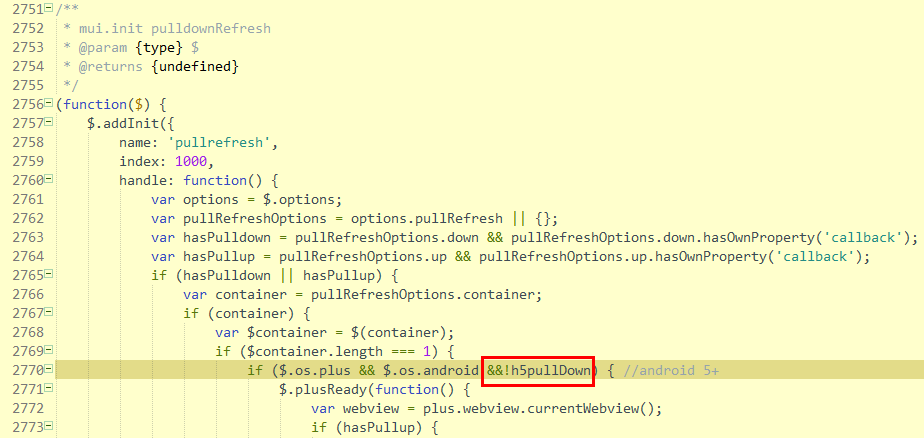 2751 /**
2752  * mui.init pulldownRefresh
2753  * @param {type} $
2754  * @returns {undefined}
2755  */
2756 (function($) {
2757     $.addInit({
2758         name: 'pullrefresh',
2759         index: 1000,
2760         handle: function() {
2761             var options = $.options;
2762             var pullRefreshOptions = options.pullRefresh || {};
2763             var hasPulldown = pullRefreshOptions.down && pullRefreshOptions.down.hasOwnProperty('callback');
2764             var hasPullup = pullRefreshOptions.up && pullRefreshOptions.up.hasOwnProperty('callback');
2765             if (hasPulldown || hasPullup) {
2766                 var container = pullRefreshOptions.container;
2767                 if (container) {
2768                     var $container = $(container);
2769                     if ($container.length === 1) {
2770                         if ($.os.plus && $.os.android &&!h5pullDown) { //android 5+
2771                             $.plusReady(function() {
2772                                 var webview = plus.webview.currentWebview();
2773                                 if (hasPullup) {